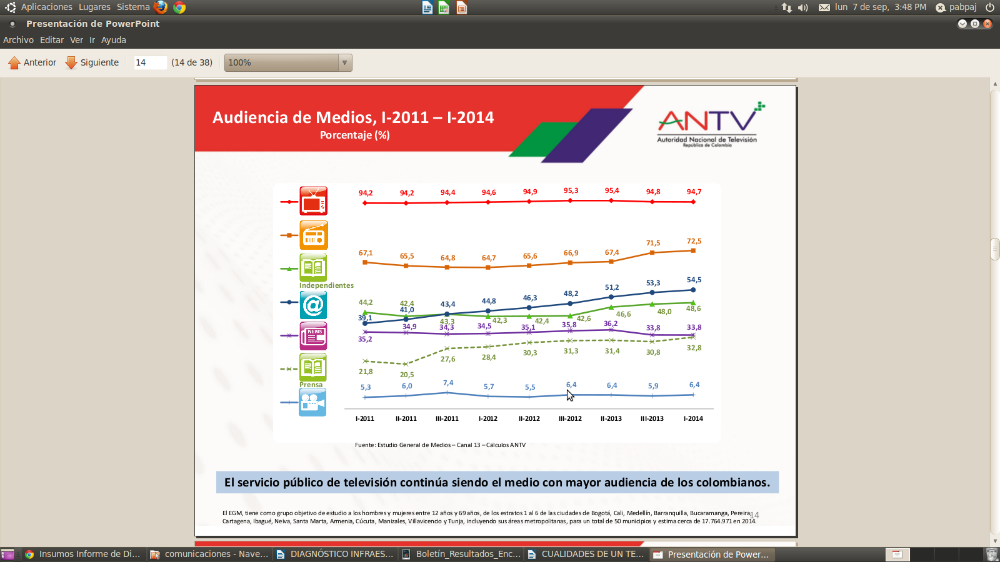 Aplicaciones Lugares Sistema
lun 7 de sep, 3:48 PM pabpaj
Presentación de PowerPoint
Archivo Editar Ver Ir Ayuda
Anterior Siguiente 14 (14 de 38) 100%
Audiencia de Medios, I-2011 – I-2014
Porcentaje (%)
ANTV
Autoridad Nacional de Televisión
República de Colombia
94,2 94,2 94,4 94,6 94,9 95,3 95,4 94,8 94,7
67,1 65,5 64,8 64,7 65,6 66,9 67,4 71,5 72,5
Independientes
44,2 42,4 43,3 42,3 42,4 42,6 46,6 48,0 48,6
@
39,1 41,0 43,4 44,8 46,3 48,2 51,2 53,3 54,5
NEWS
35,2 34,9 34,3 34,5 35,1 35,8 36,2 33,8 33,8
Prensa
21,8 20,5 27,6 28,4 30,3 31,3 31,4 30,8 32,8
5,3 6,0 7,4 5,7 5,5 6,4 6,4 5,9 6,4
I-2011 II-2011 III-2011 I-2012 II-2012 III-2012 II-2013 III-2013 I-2014
Fuente: Estudio General de Medios – Canal 13 – Cálculos ANTV
El servicio público de televisión continúa siendo el medio con mayor audiencia de los colombianos.
El EGM, tiene como grupo objetivo de estudio a los hombres y mujeres entre 12 años y 69 años, de los estratos 1 al 6 de las ciudades de Bogotá, Cali, Medellín, Barranquilla, Bucaramanga, Pereira,
Cartagena, Ibagué, Neiva, Santa Marta, Armenia, Cúcuta, Manizales, Villavicencio y Tunja, incluyendo sus áreas metropolitanas, para un total de 50 municipios y estima cerca de 17.764.971 en 2014.
14
Insumos Informe de Di... comunicaciones - Nave... DIAGNÓSTICO INFRAES... Boletín_Resultados_Enc... CUALIDADES DE UN TE... Presentación de Power...